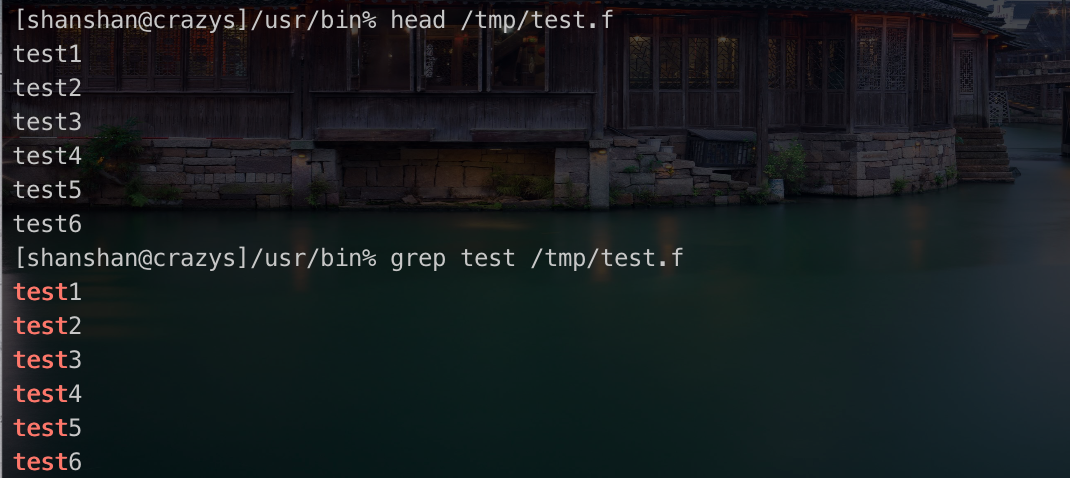 [shanshan@crazys]/usr/bin% head /tmp/test.f
test1
test2
test3
test4
test5
test6
[shanshan@crazys]/usr/bin% grep test /tmp/test.f
test1
test2
test3
test4
test5
test6